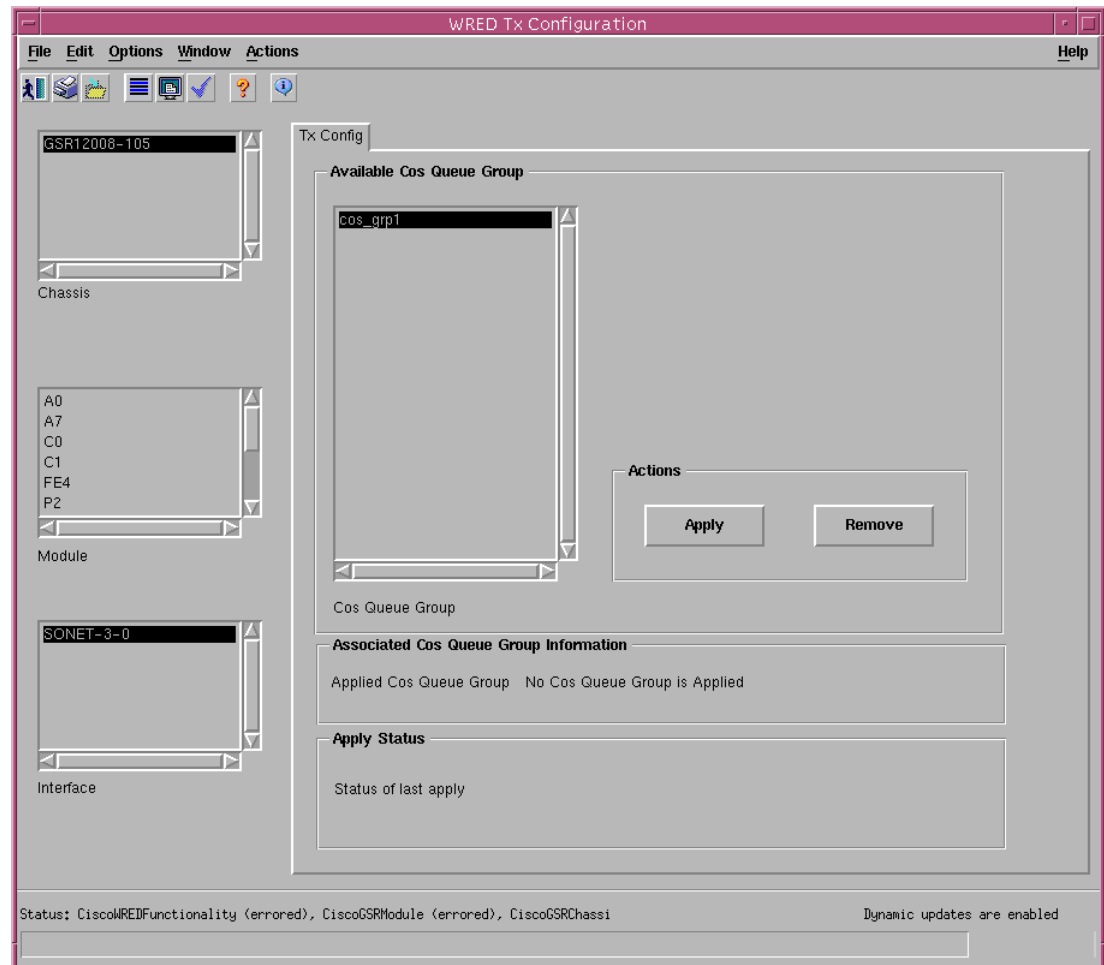 WRED Tx Configuration
File Edit Options Window Actions Help
GSR12008-105
Chassis
A0
A7
C0
C1
FE4
P2
Module
SONET-3-0
Interface
Tx Config
Available Cos Queue Group
cos_grp1
Cos Queue Group
Actions
Apply Remove
Associated Cos Queue Group Information
Applied Cos Queue Group No Cos Queue Group is Applied
Apply Status
Status of last apply
Status: CiscoWREDFunctionality (errored), CiscoGSRModule (errored), CiscoGSRChassi Dynamic updates are enabled